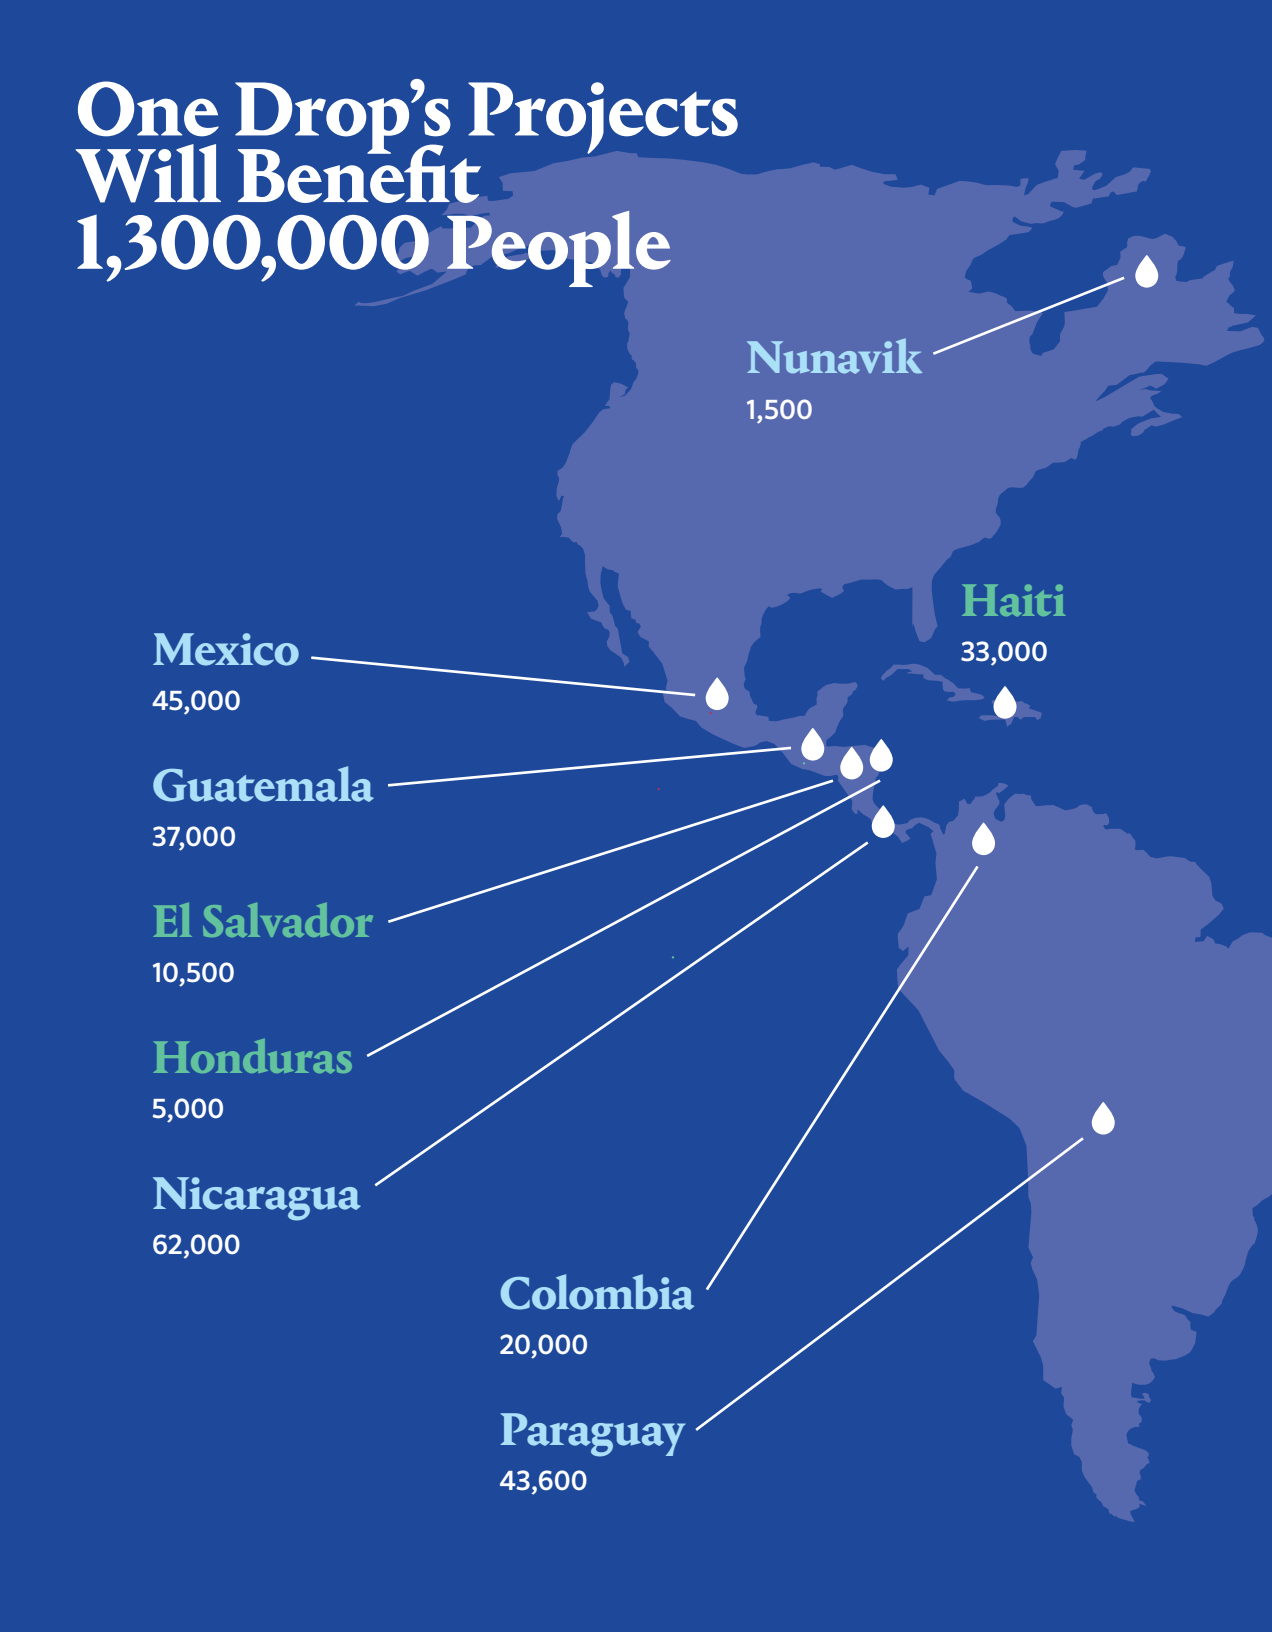 One Drop’s Projects
Will Benefit
1,300,000 People
Nunavik
1,500
Haiti
33,000
Mexico
45,000
Guatemala
37,000
El Salvador
10,500
Honduras
5,000
Nicaragua
62,000
Colombia
20,000
Paraguay
43,600